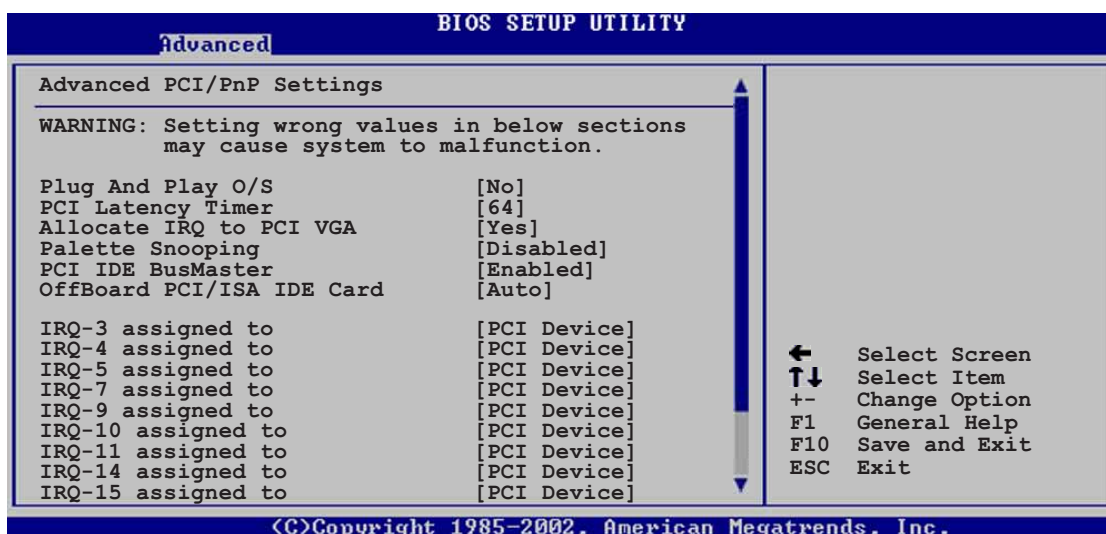 BIOS SETUP UTILITY
Advanced
Advanced PCI/PnP Settings
WARNING: Setting wrong values in below sections
may cause system to malfunction.
Plug And Play O/S [No]
PCI Latency Timer [64]
Allocate IRQ to PCI VGA [Yes]
Palette Snooping [Disabled]
PCI IDE BusMaster [Enabled]
OffBoard PCI/ISA IDE Card [Auto]
IRQ-3 assigned to [PCI Device]
IRQ-4 assigned to [PCI Device]
IRQ-5 assigned to [PCI Device]
IRQ-7 assigned to [PCI Device]
IRQ-9 assigned to [PCI Device]
IRQ-10 assigned to [PCI Device]
IRQ-11 assigned to [PCI Device]
IRQ-14 assigned to [PCI Device]
IRQ-15 assigned to [PCI Device]
← Select Screen
↑↓ Select Item
+- Change Option
F1 General Help
F10 Save and Exit
ESC Exit
(C)Copyright 1985-2002, American Megatrends, Inc.